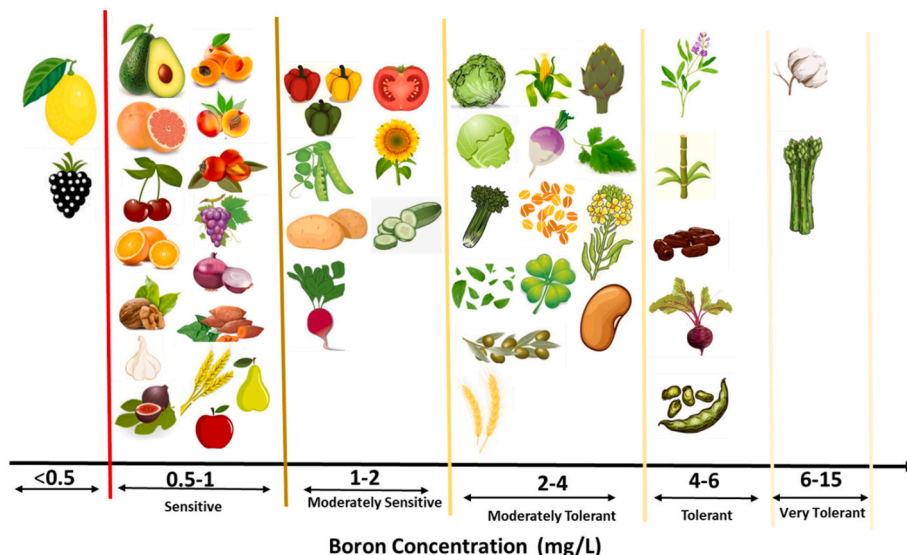 <0.5
0.5-1
1-2
2-4
4-6
6-15
Sensitive
Moderately Sensitive
Moderately Tolerant
Tolerant
Very Tolerant
Boron Concentration (mg/L)